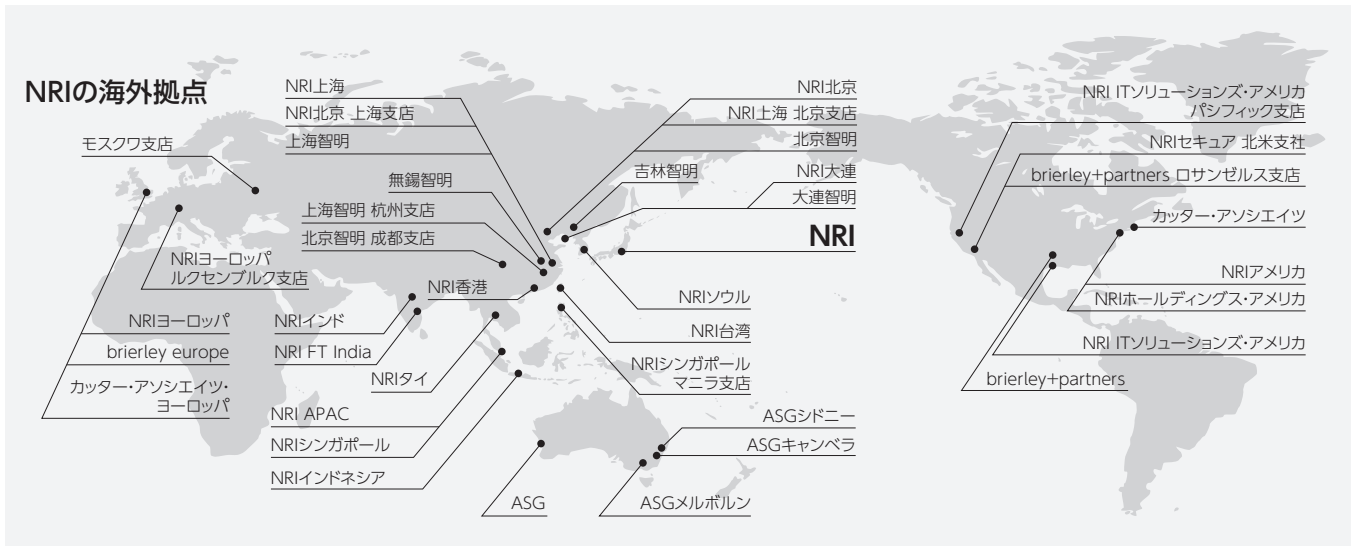 NRIの海外拠点
モスクワ支店
NRIヨーロッパ
ルクセンブルク支店
NRIヨーロッパ
brierley europe
カッター・アソシエイツ・
ヨーロッパ
NRI上海
NRI北京 上海支店
上海智明
無錫智明
上海智明 杭州支店
北京智明 成都支店
NRI香港
NRIインド
NRI FT India
NRIタイ
NRI APAC
NRIシンガポール
NRIインドネシア
NRI北京
NRI上海 北京支店
北京智明
吉林智明
NRI大連
大連智明
NRI
NRIソウル
NRI台湾
NRIシンガポール
マニラ支店
ASGシドニー
ASGキャンベラ
ASG
ASGメルボルン
NRI ITソリューションズ・アメリカ
パシフィック支店
NRIセキュア 北米支社
brierley+partners ロサンゼルス支店
カッター・アソシエイツ
NRIアメリカ
NRIホールディングス・アメリカ
NRI ITソリューションズ・アメリカ
brierley+partners